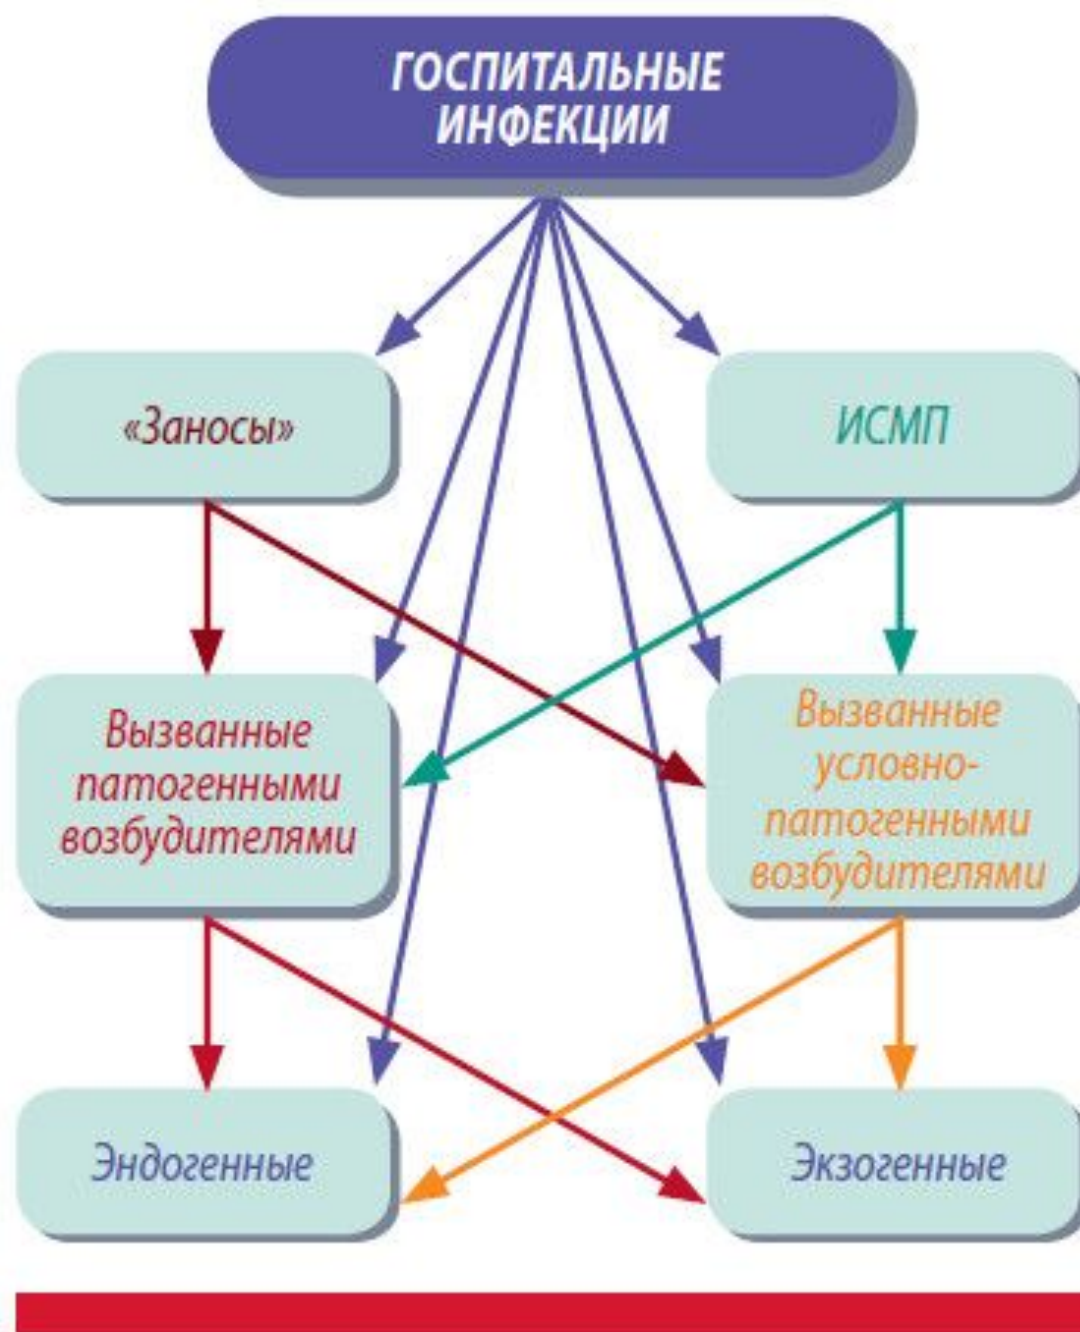 ГОСПИТАЛЬНЫЕ
ИНФЕКЦИИ
«Заносы»
ИСМП
Вызванные
патогенными
возбудителями
Вызванные
условно-
патогенными
возбудителями
Эндогенные
Экзогенные